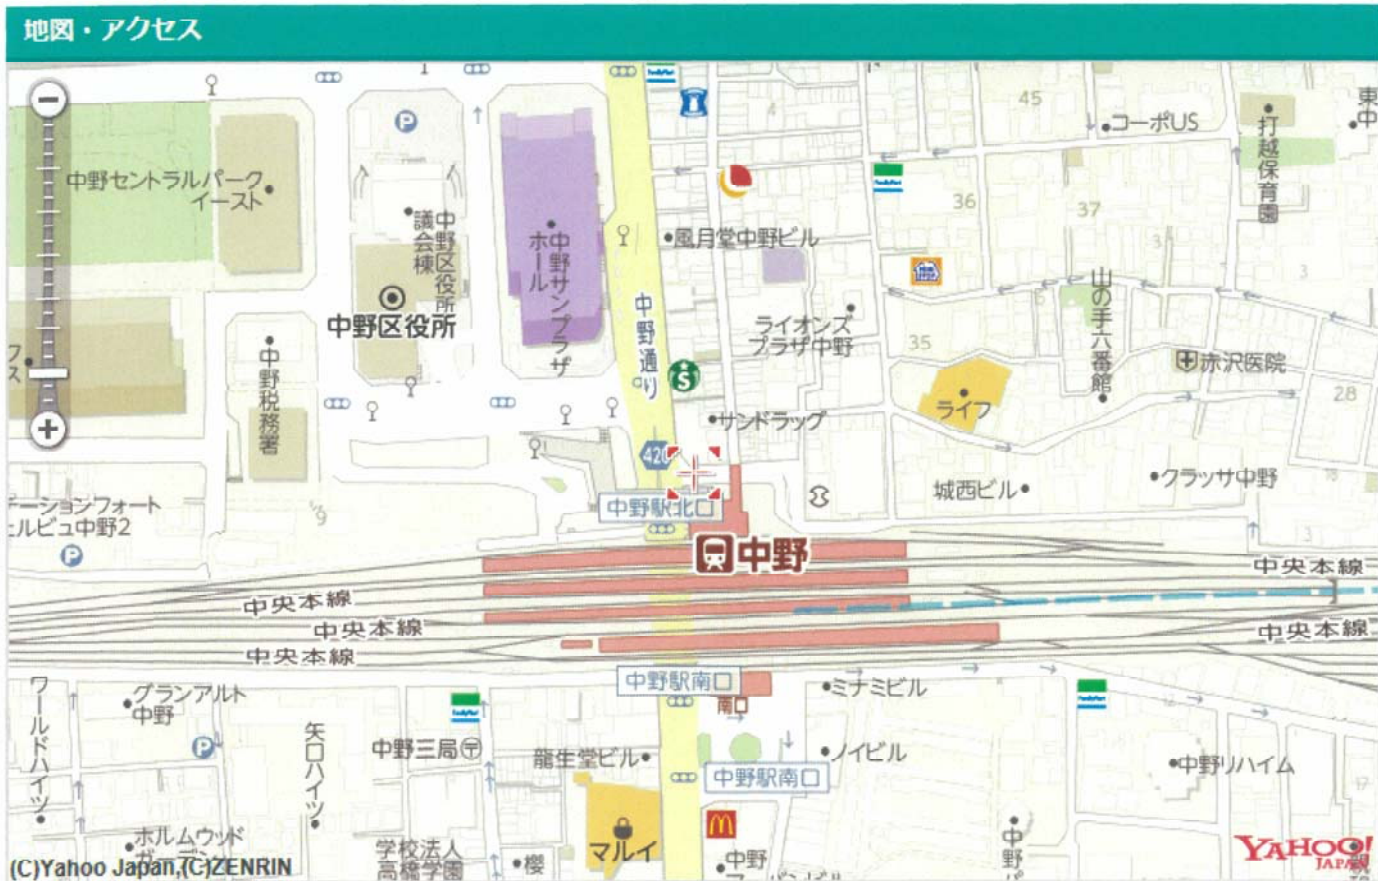 地図・アクセス
45
4
コーポUS
打越保育園
東
中
中野セントラルパーク
イースト
P
FamilyMart
FamilyMart
36
37
3
中野区役所
議会棟
中野サンプラザ
ホール
風月堂中野ビル
中野区役所
中野通り
ライオンズ
プラザ中野
35
山の手六番館
赤沢医院
28
中野税務署
S
サンドラッグ
ライフ
420
城西ビル
クラッサ中野
中野駅北口
9
3
テーションフォート
ェルビュ中野2
P
中野
中央本線
中央本線
中央本線
中央本線
中央本線
中野駅南口
南口
ミナミビル
FamilyMart
FamilyMart
12
ワールドハイツ
グランアルト
中野
P
矢口ハイツ
中野三局
龍生堂ビル
ノイビル
中野駅南口
中野リハイム
17
ホルムウッド
学校法人
高橋学園
櫻
マルイ
中野
中野パ
YAHOO!
JAPAN
(C)Yahoo Japan,(C)ZENRIN